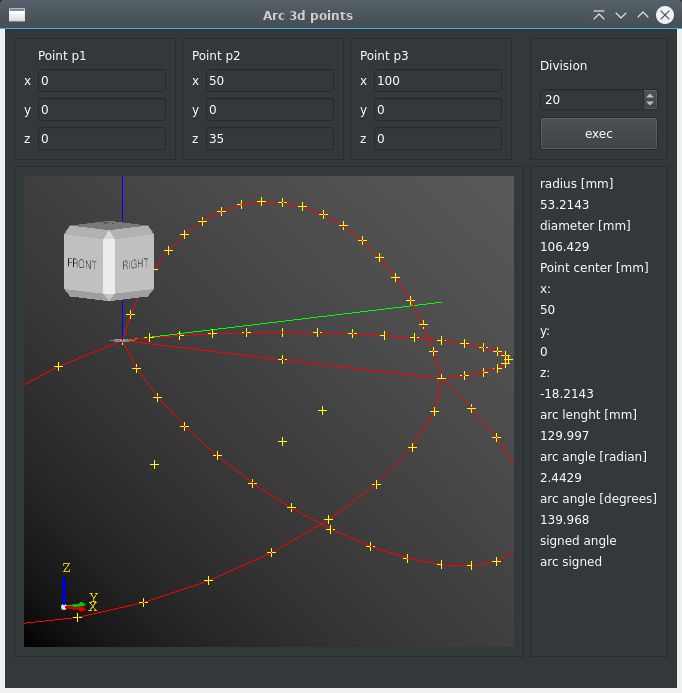 Arc 3d points
Point p1
x 0
y 0
z 0
Point p2
x 50
y 0
z 35
Point p3
x 100
y 0
z 0
Division
20
exec
FRONT
RIGHT
Z
Y
X
radius [mm]
53.2143
diameter [mm]
106.429
Point center [mm]
x:
50
y:
0
z:
-18.2143
arc lenght [mm]
129.997
arc angle [radian]
2.4429
arc angle [degrees]
139.968
signed angle
arc signed